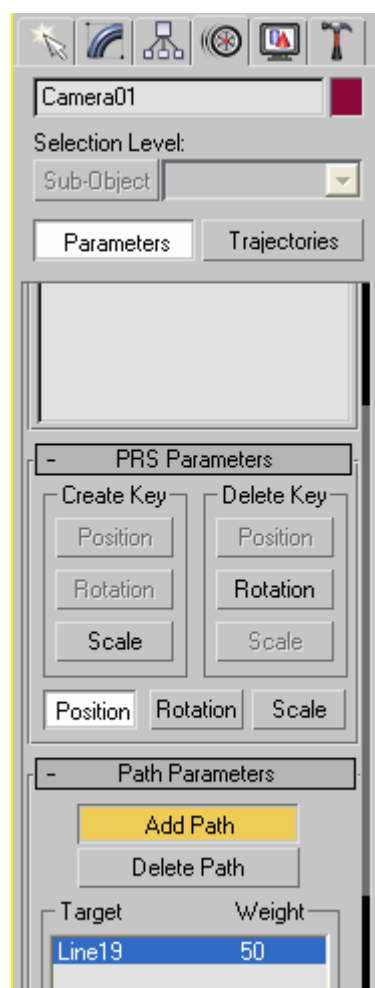 Camera01
Selection Level:
Sub-Object
Parameters Trajectories
- PRS Parameters
Create Key Delete Key
Position Position
Rotation Rotation
Scale Scale
Position Rotation Scale
- Path Parameters
Add Path
Delete Path
Target Weight
Line19 50